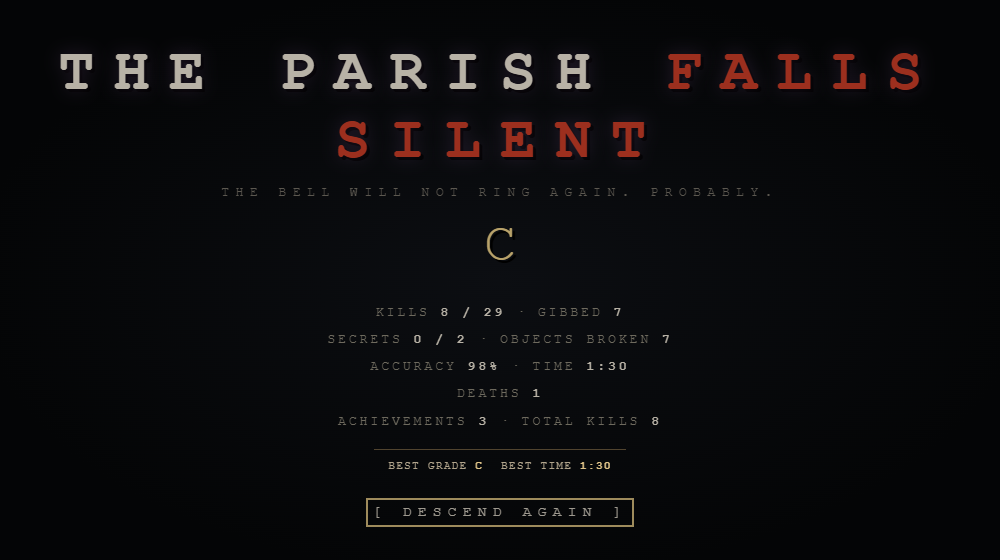 THE PARISH FALLS
SILENT
THE BELL WILL NOT RING AGAIN. PROBABLY.
C
KILLS 8 / 29 · GIBBED 7
SECRETS 0 / 2 · OBJECTS BROKEN 7
ACCURACY 98% · TIME 1:30
DEATHS 1
ACHIEVEMENTS 3 · TOTAL KILLS 8
BEST GRADE C BEST TIME 1:30
[ DESCEND AGAIN ]